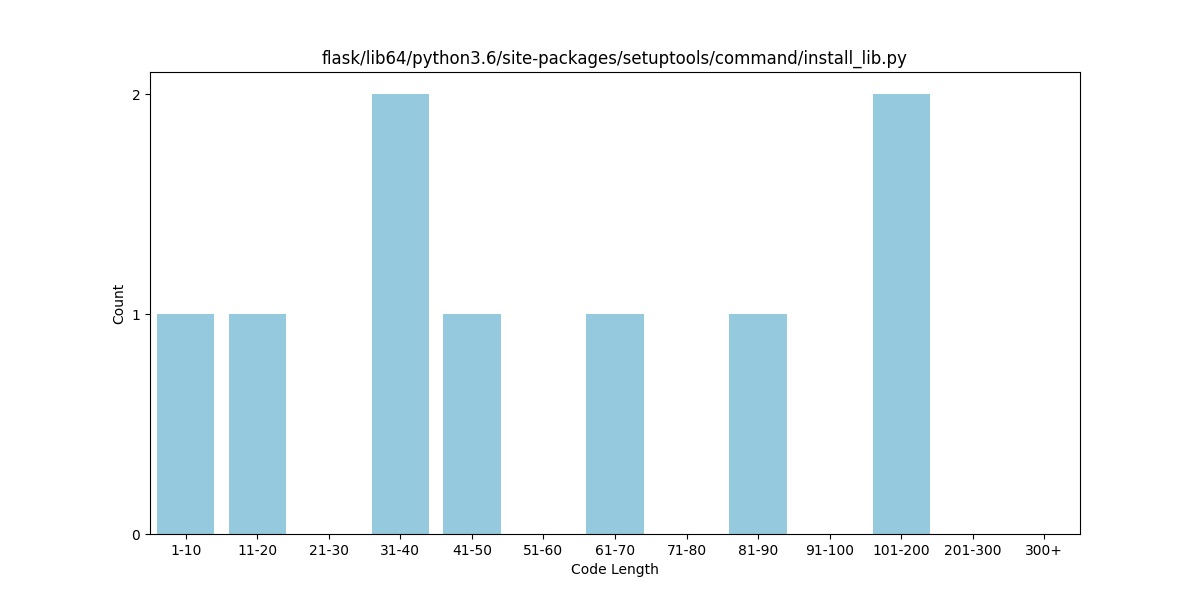 flask/lib64/python3.6/site-packages/setuptools/command/install_lib.py
2
1
0
Count
1-10 11-20 21-30 31-40 41-50 51-60 61-70 71-80 81-90 91-100 101-200 201-300 300+
Code Length